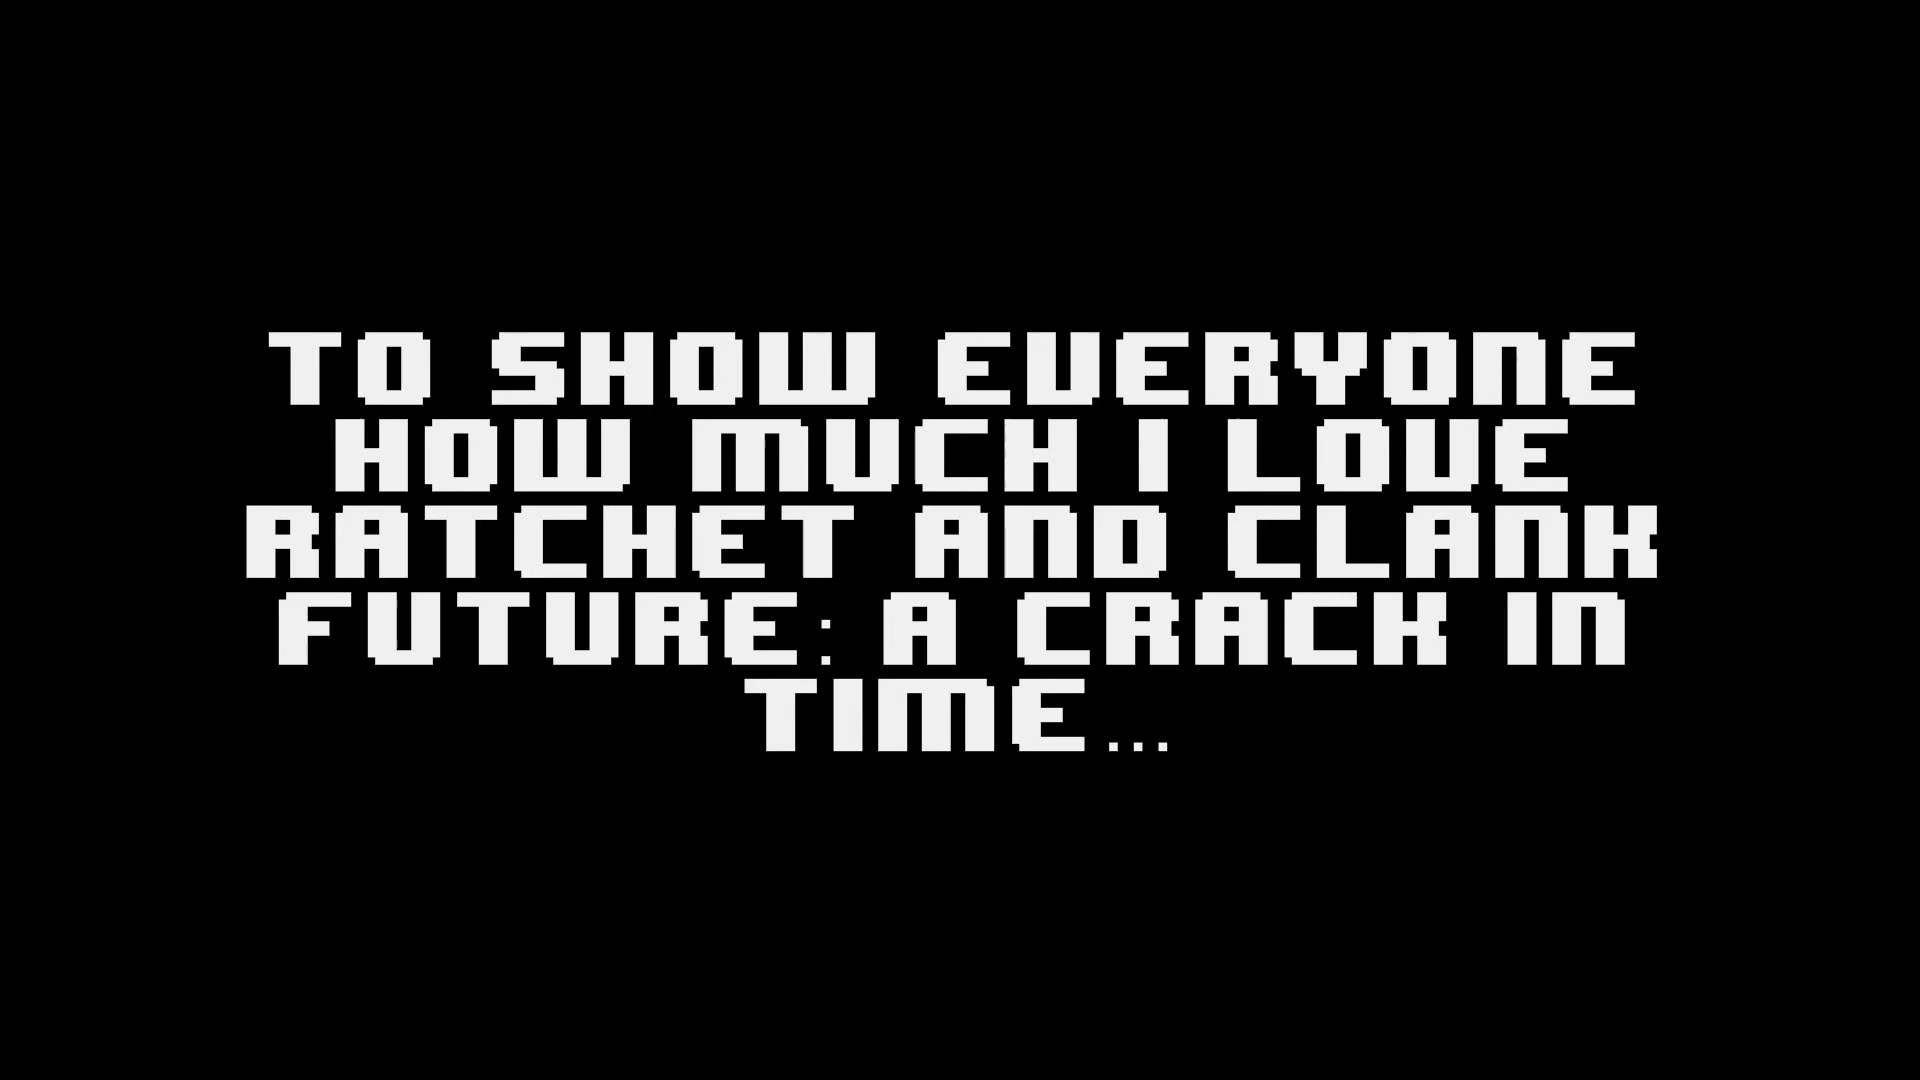 TO SHOW EVERYONE
HOW MUCH I LOVE
RATCHET AND CLANK
FUTURE: A CRACK IN
TIME...